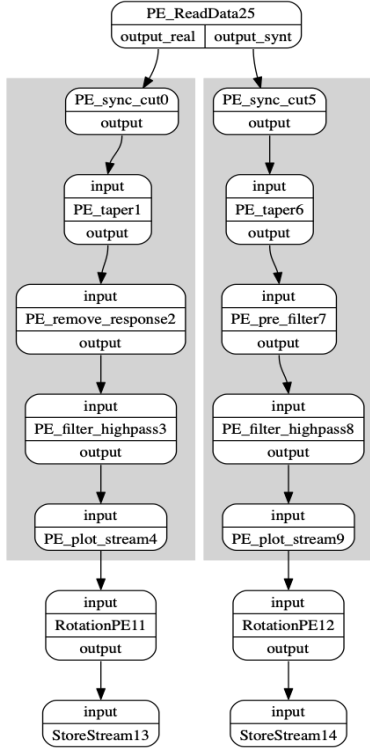 PE_ReadData25
output_real output_synt
PE_sync_cut0
output
input
PE_taper1
output
input
PE_remove_response2
output
input
PE_filter_highpass3
output
input
PE_plot_stream4
input
RotationPE11
output
input
StoreStream13
PE_sync_cut5
output
input
PE_taper6
output
input
PE_pre_filter7
output
input
PE_filter_highpass8
output
input
PE_plot_stream9
input
RotationPE12
output
input
StoreStream14